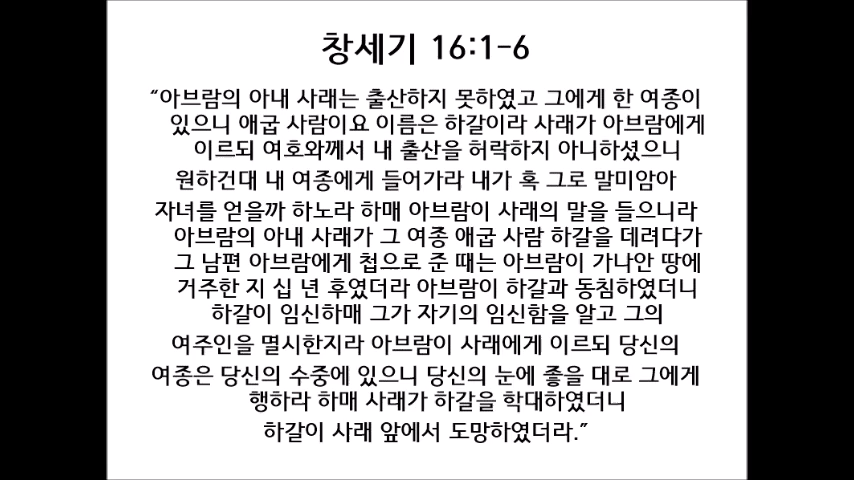 창세기 16:1-6
“아브람의 아내 사래는 출산하지 못하였고 그에게 한 여종이
있으니 애굽 사람이요 이름은 하갈이라 사래가 아브람에게
이르되 여호와께서 내 출산을 허락하지 아니하셨으니
원하건대 내 여종에게 들어가라 내가 혹 그로 말미암아
자녀를 얻을까 하노라 하매 아브람이 사래의 말을 들으니라
아브람의 아내 사래가 그 여종 애굽 사람 하갈을 데려다가
그 남편 아브람에게 첩으로 준 때는 아브람이 가나안 땅에
거주한 지 십 년 후였더라 아브람이 하갈과 동침하였더니
하갈이 임신하매 그가 자기의 임신함을 알고 그의
여주인을 멸시한지라 아브람이 사래에게 이르되 당신의
여종은 당신의 수중에 있으니 당신의 눈에 좋을 대로 그에게
행하라 하매 사래가 하갈을 학대하였더니
하갈이 사래 앞에서 도망하였더라.”